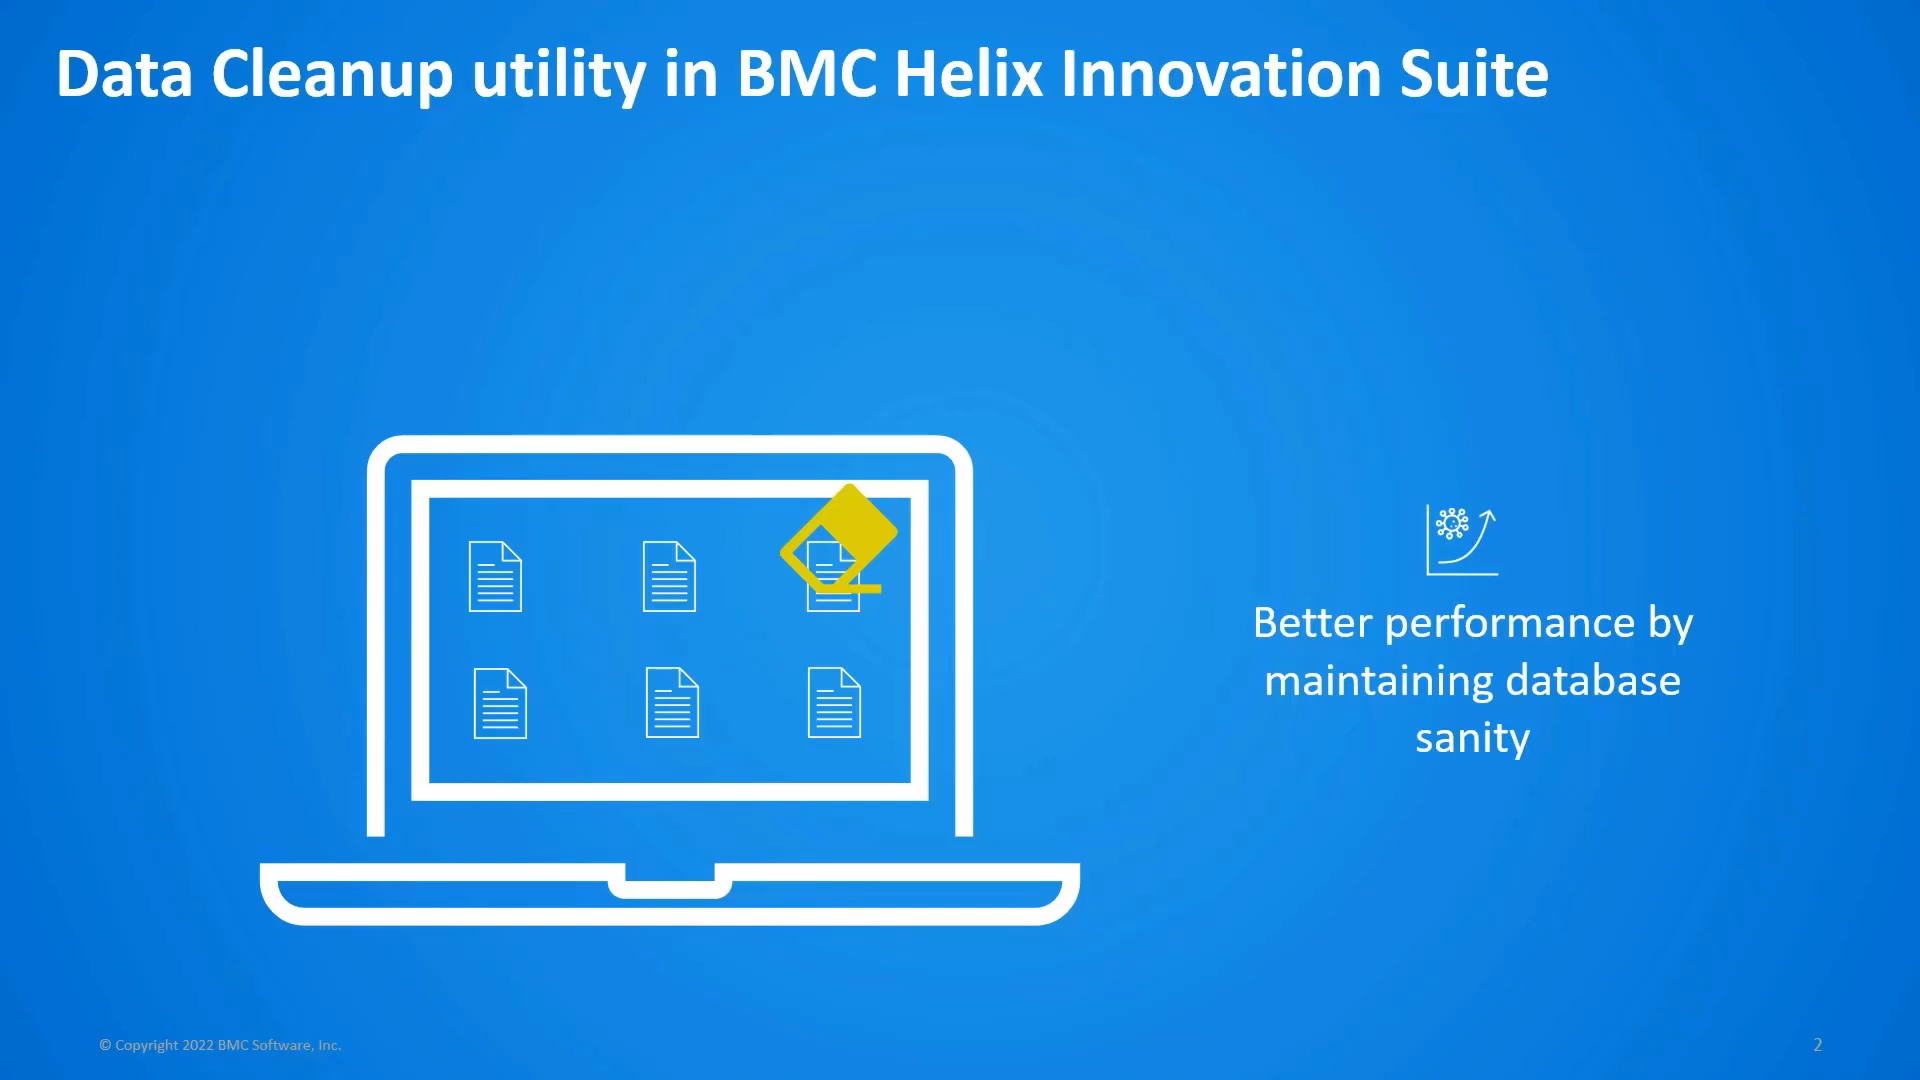 Data Cleanup utility in BMC Helix Innovation Suite
Better performance by
maintaining database
sanity
© Copyright 2022 BMC Software, Inc.
2